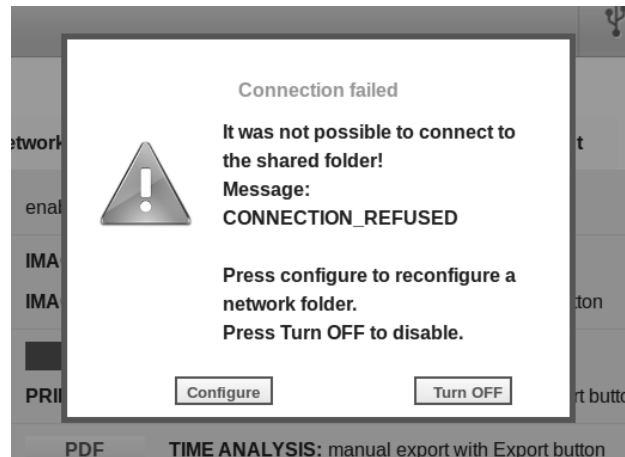 Connection failed
It was not possible to connect to
the shared folder!
Message:
CONNECTION_REFUSED
Press configure to reconfigure a
network folder.
Press Turn OFF to disable.
Configure Turn OFF
PDF TIME ANALYSIS: manual export with Export button